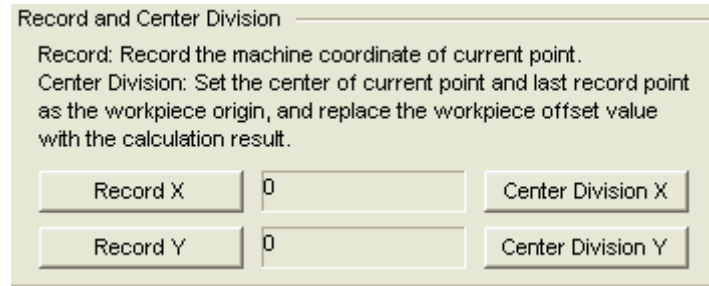 Record and Center Division
Record: Record the machine coordinate of current point.
Center Division: Set the center of current point and last record point
as the workpiece origin, and replace the workpiece offset value
with the calculation result.
Record X 0 Center Division X
Record Y 0 Center Division Y